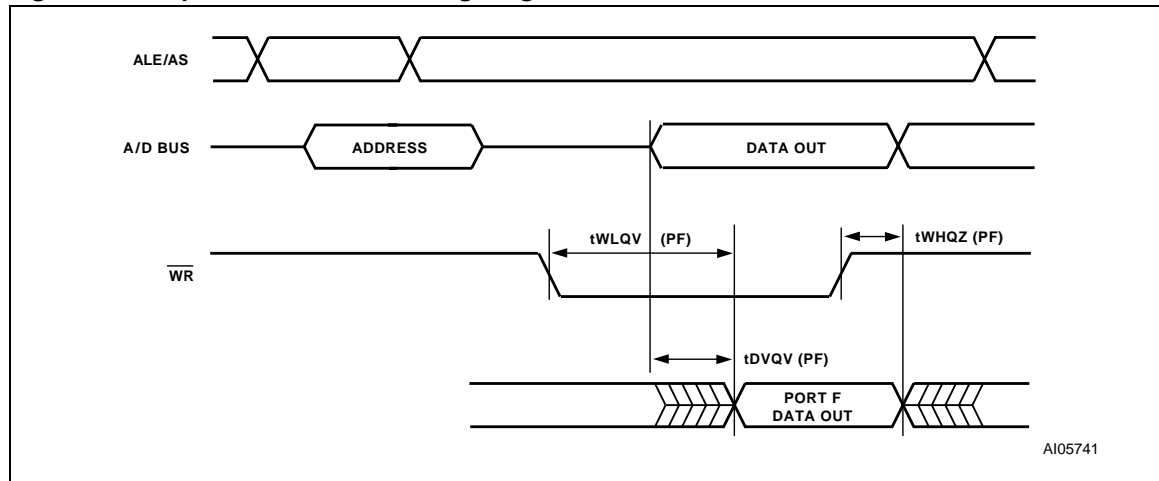 ALE/AS
A/D BUS
ADDRESS
DATA OUT
tWLQV (PF)
tWHQZ (PF)
WR
tDVQV (PF)
PORT F
DATA OUT
AI05741